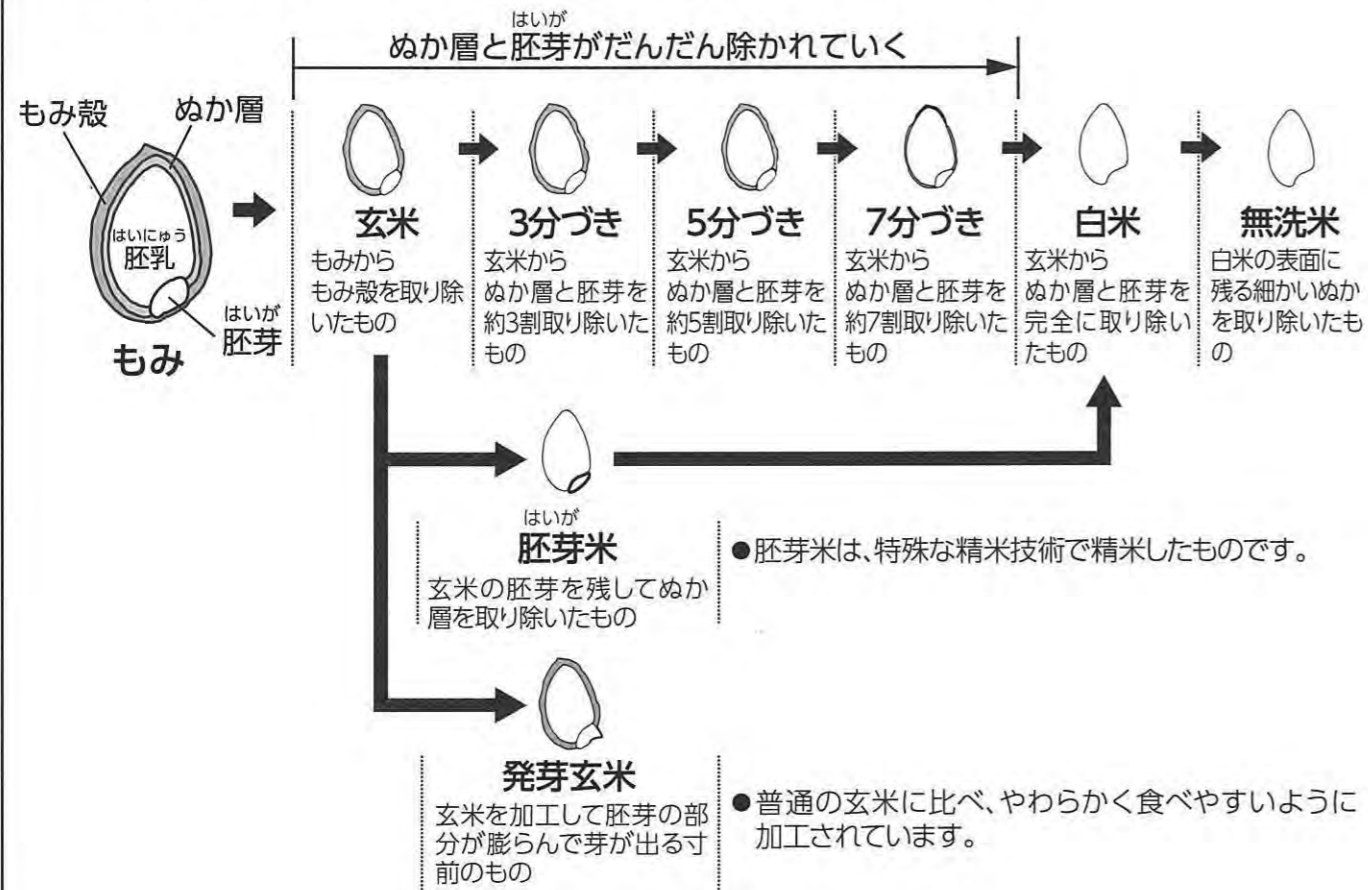 はいが
ぬか層と胚芽がだんだん除かれていく
もみ殻
ぬか層
はいにゅう
胚乳
はいが
胚芽
もみ
玄米
もみから
もみ殻を取り除
いたもの
3分づき
玄米から
ぬか層と胚芽を
約3割取り除いた
もの
5分づき
玄米から
ぬか層と胚芽を
約5割取り除いた
もの
7分づき
玄米から
ぬか層と胚芽を
約7割取り除いた
もの
白米
玄米から
ぬか層と胚芽を
完全に取り除い
たもの
無洗米
白米の表面に
残る細かいぬか
を取り除いたも
の
はいが
胚芽米
玄米の胚芽を残してぬか
層を取り除いたもの
●胚芽米は、特殊な精米技術で精米したものです。
発芽玄米
玄米を加工して胚芽の部
分が膨らんで芽が出る寸
前のもの
●普通の玄米に比べ、やわらかく食べやすいように
加工されています。